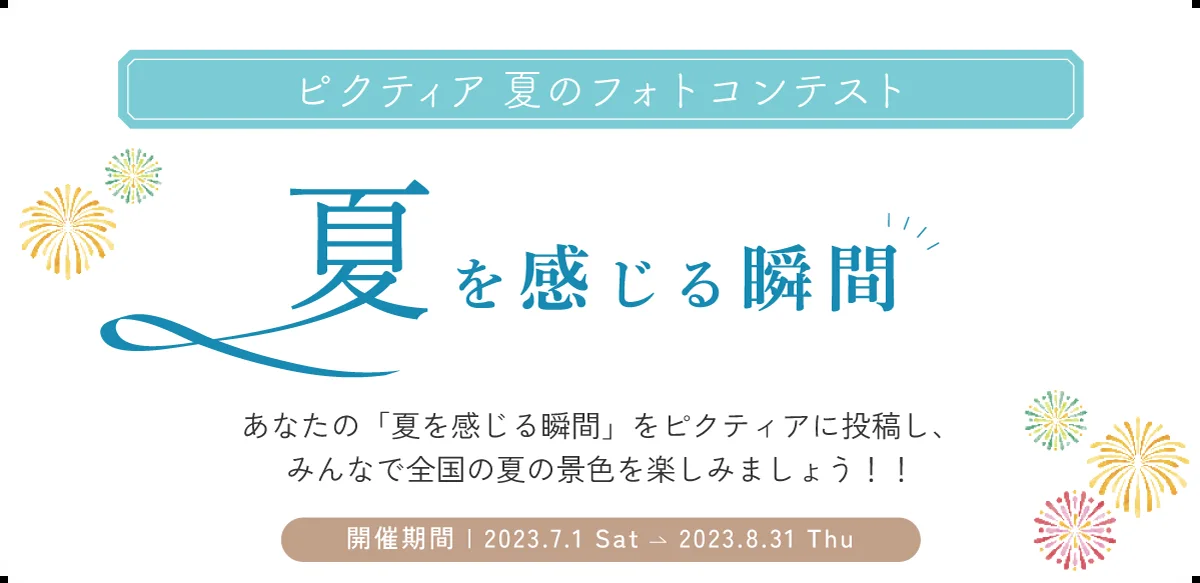 ピクティア 夏のフォトコンテスト
夏を感じる瞬間
あなたの「夏を感じる瞬間」をピクティアに投稿し、
みんなで全国の夏の景色を楽しみましょう！！
開催期間 | 2023.7.1 Sat ⇀ 2023.8.31 Thu